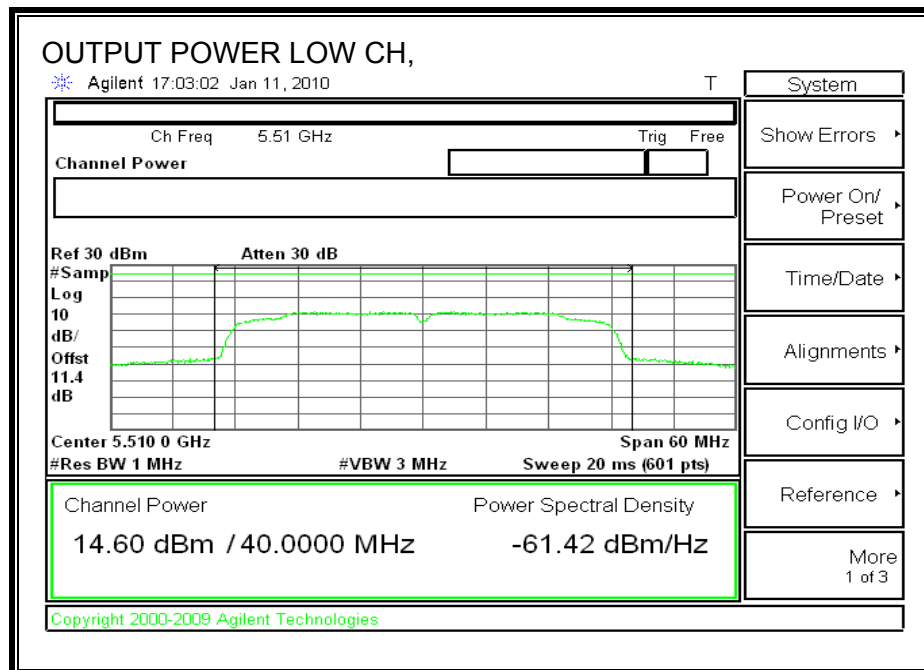 OUTPUT POWER LOW CH,
Agilent 17:03:02 Jan 11, 2010 T
System
Ch Freq 5.51 GHz Trig Free
Channel Power
Show Errors
Power On/
Preset
Ref 30 dBm Atten 30 dB
#Samp
Log
10
dB/
Offst
11.4
dB
Time/Date
Alignments
Config I/O
Center 5.510 0 GHz Span 60 MHz
#Res BW 1 MHz #VBW 3 MHz Sweep 20 ms (601 pts)
Channel Power Power Spectral Density
14.60 dBm / 40.0000 MHz -61.42 dBm/Hz
Reference
More
1 of 3
Copyright 2000-2009 Agilent Technologies